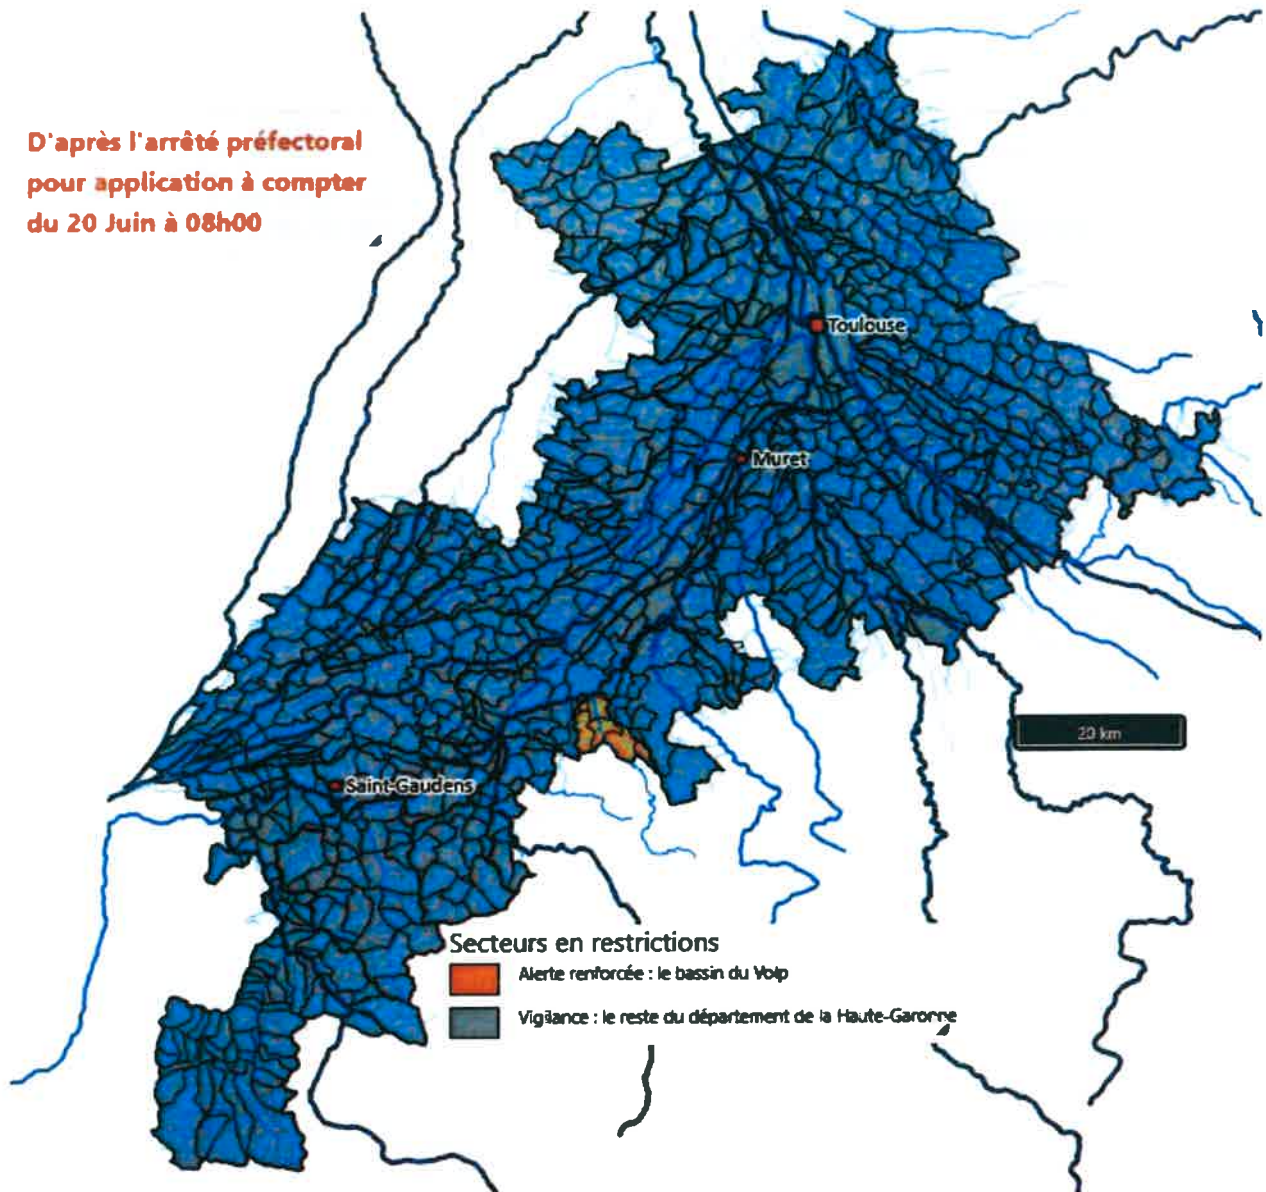 D'après l'arrêté préfectoral
pour application à compter
du 20 Juin à 08h00
Toulouse
Muret
20 km
Saint-Gaudens
Secteurs en restrictions
Alerte renforcée : le bassin du Volp
Vigilance : le reste du département de la Haute-Garonne